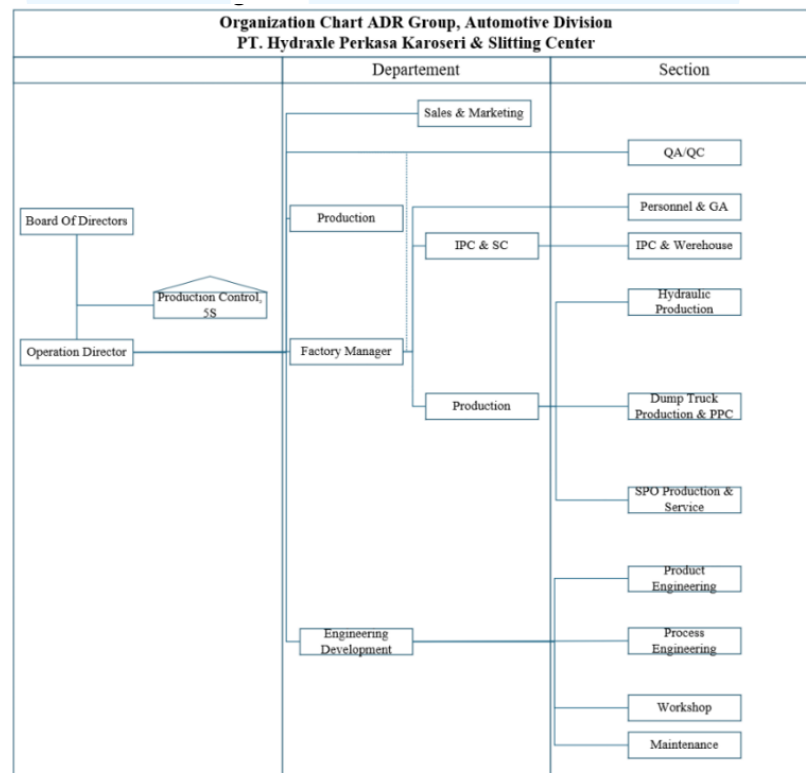 Organization Chart ADR Group, Automotive Division
PT. Hydraxle Perkasa Karoseri & Slitting Center
Departement
Section
Sales & Marketing
QA/QC
Board Of Directors
Production
Personnel & GA
IPC & SC
IPC & Werehouse
Production Control,
5S
Hydraulic
Production
Operation Director
Factory Manager
Production
Dump Truck
Production & PPC
SPO Production &
Service
Product
Engineering
Engineering
Development
Process
Engineering
Workshop
Maintenance